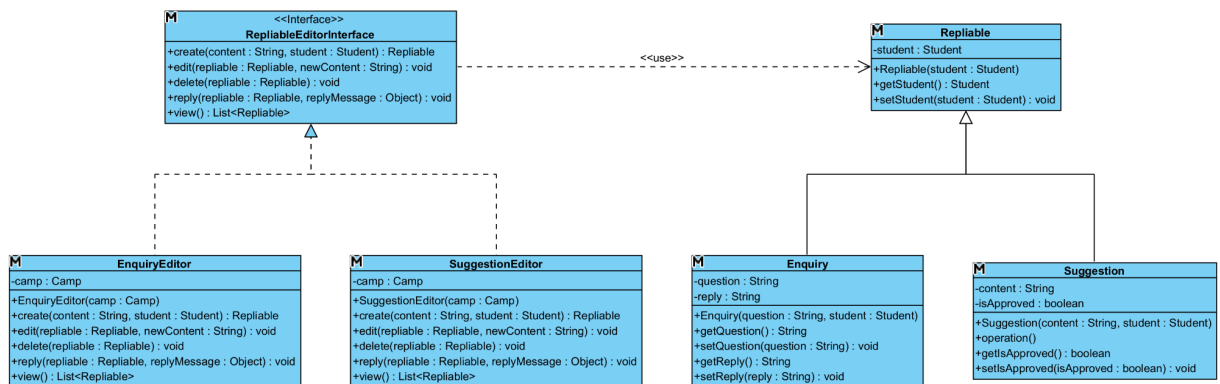 M
<<Interface>>
RepliableEditorInterface
+create(content : String, student : Student) : Repliable
+edit(repliable : Repliable, newContent : String) : void
+delete(repliable : Repliable) : void
+reply(repliable : Repliable, replyMessage : Object) : void
+view() : List<Repliable>
<<use>>
M
Repliable
-student : Student
+Repliable(student : Student)
+getStudent() : Student
+setStudent(student : Student) : void
M
EnquiryEditor
-camp : Camp
+EnquiryEditor(camp : Camp)
+create(content : String, student : Student) : Repliable
+edit(repliable : Repliable, newContent : String) : void
+delete(repliable : Repliable) : void
+reply(repliable : Repliable, replyMessage : Object) : void
+view() : List<Repliable>
M
SuggestionEditor
-camp : Camp
+SuggestionEditor(camp : Camp)
+create(content : String, student : Student) : Repliable
+edit(repliable : Repliable, newContent : String) : void
+delete(repliable : Repliable) : void
+reply(repliable : Repliable, replyMessage : Object) : void
+view() : List<Repliable>
M
Enquiry
-question : String
-reply : String
+Enquiry(question : String, student : Student)
+getQuestion() : String
+setQuestion(question : String) : void
+getReply() : String
+setReply(reply : String) : void
M
Suggestion
-content : String
-isApproved : boolean
+Suggestion(content : String, student : Student)
+operation()
+getIsApproved() : boolean
+setIsApproved(isApproved : boolean) : void